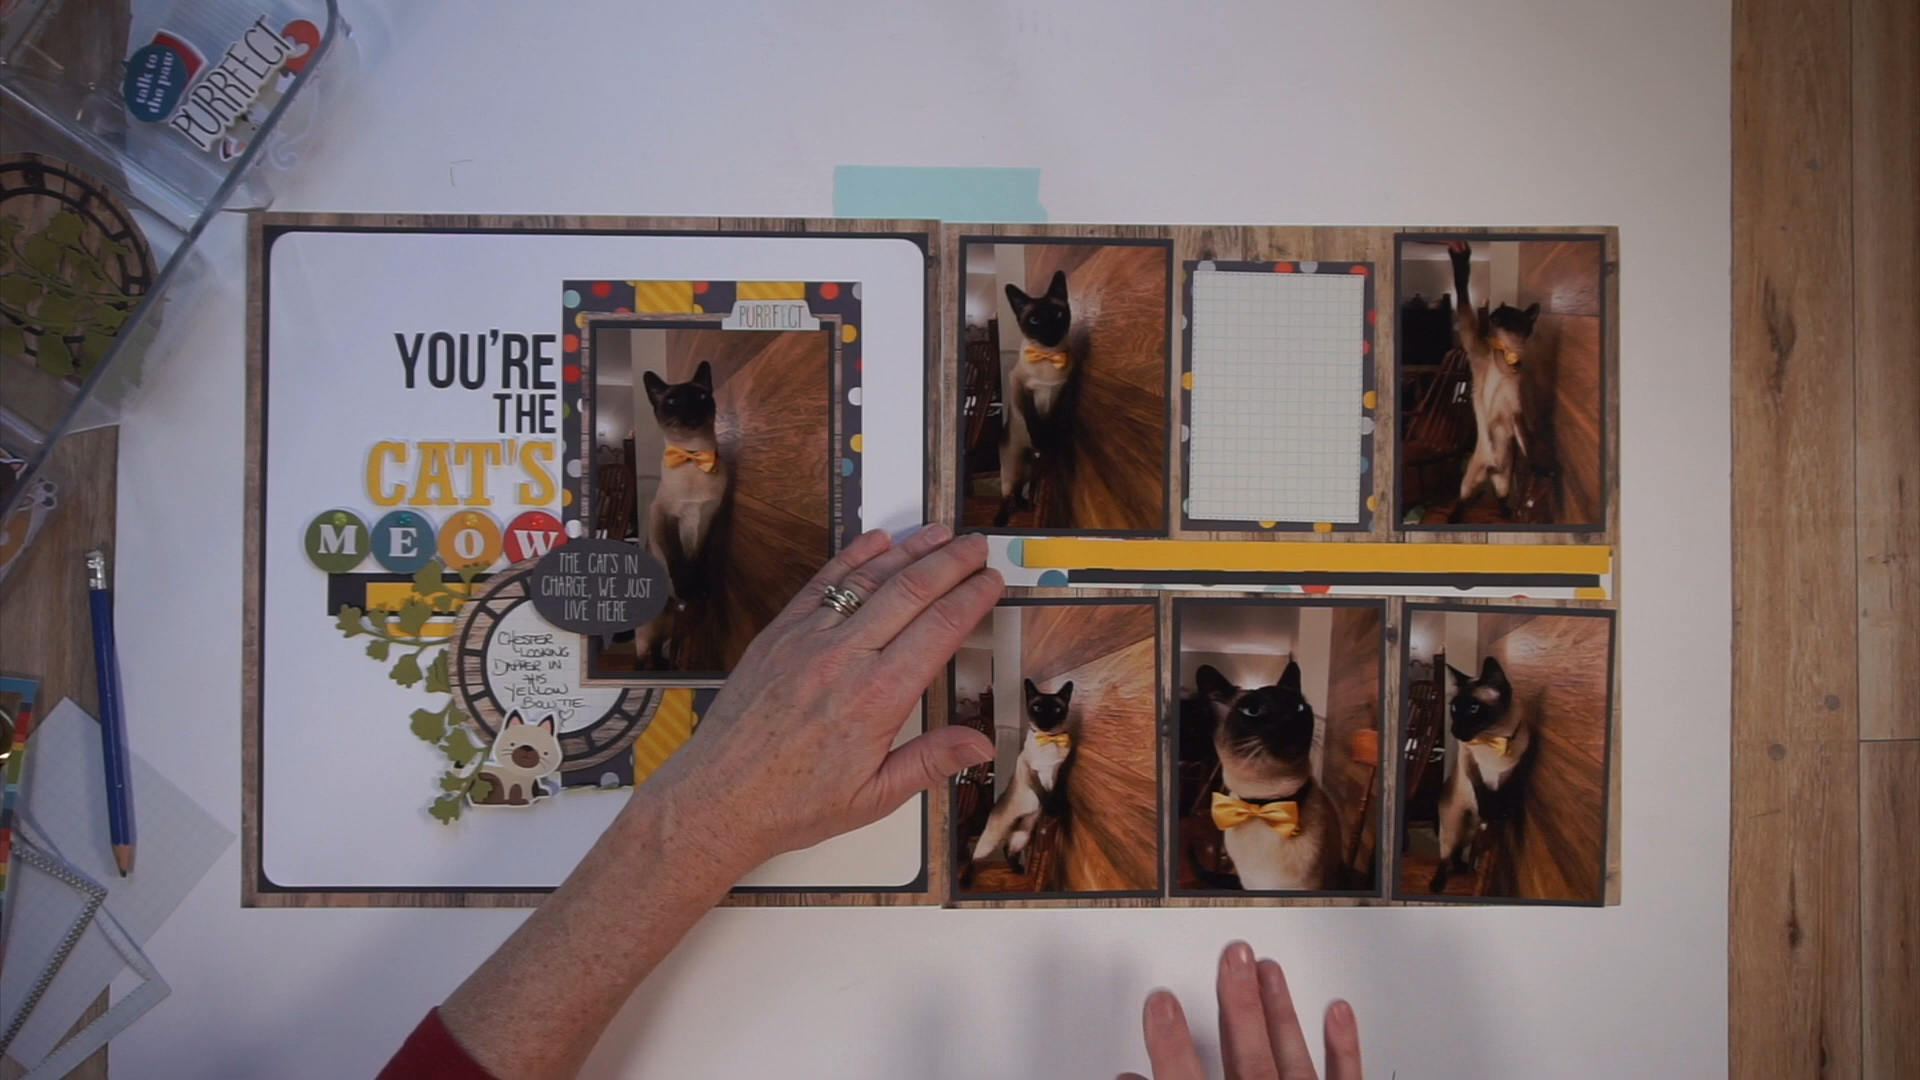 talk to
the paw
PURRFECT
PURRFECT
YOU'RE
THE
CAT'S
MEOW
THE CAT'S IN
CHARGE, WE JUST
LIVE HERE
CHESTER
LOOKING
DAPPER IN
HIS
YELLOW
BOWTIE